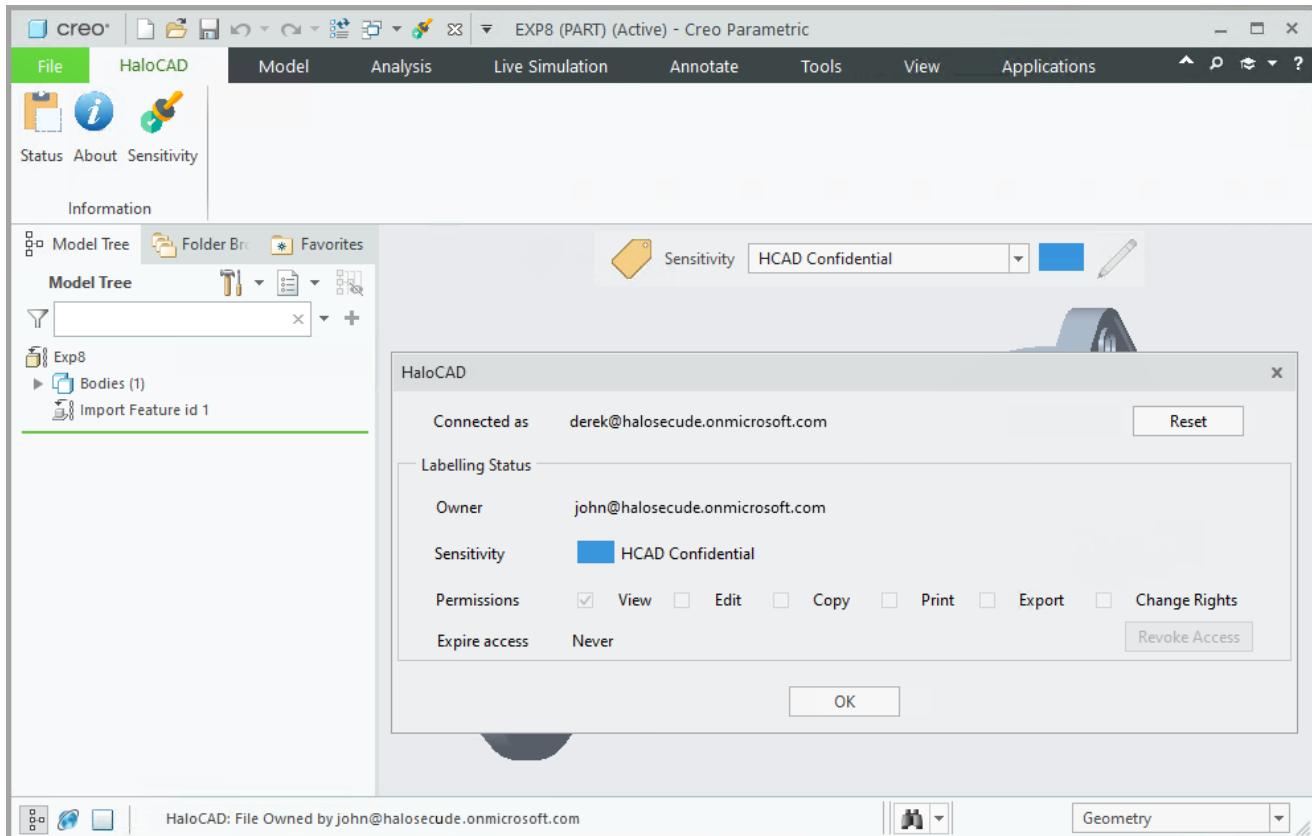 creo EXP8 (PART) (Active) - Creo Parametric
File HaloCAD Model Analysis Live Simulation Annotate Tools View Applications ?
Status About Sensitivity
Information
Model Tree Folder Br Favorites
Sensitivity HCAD Confidential
Model Tree
Exp8
Bodies (1)
Import Feature id 1
HaloCAD
Connected as derek@halosecude.onmicrosoft.com Reset
Labelling Status
Owner john@halosecude.onmicrosoft.com
Sensitivity HCAD Confidential
Permissions View Edit Copy Print Export Change Rights
Expire access Never Revoke Access
OK
HaloCAD: File Owned by john@halosecude.onmicrosoft.com Geometry